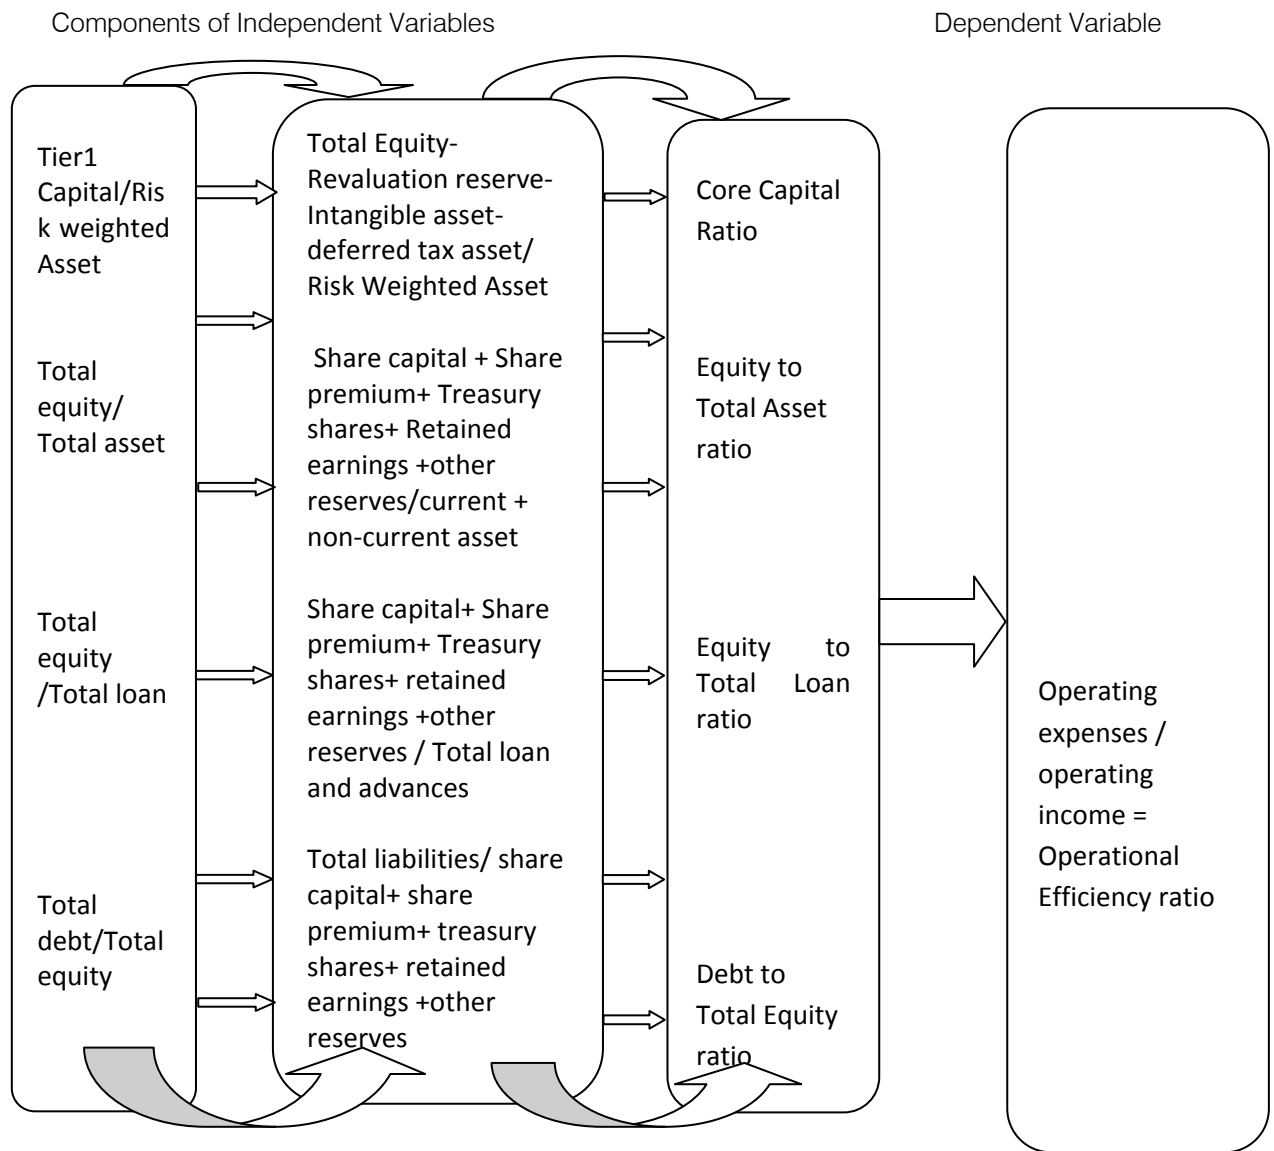 Components of Independent Variables
Dependent Variable
Tier1
Capital/Ris
k weighted
Asset
Total
equity/
Total asset
Total
equity
/Total loan
Total
debt/Total
equity
Total Equity-
Revaluation reserve-
Intangible asset-
deferred tax asset/
Risk Weighted Asset
Share capital + Share
premium+ Treasury
shares+ Retained
earnings +other
reserves/current +
non-current asset
Share capital+ Share
premium+ Treasury
shares+ retained
earnings +other
reserves / Total loan
and advances
Total liabilities/ share
capital+ share
premium+ treasury
shares+ retained
earnings +other
reserves
Core Capital
Ratio
Equity to
Total Asset
ratio
Equity to
Total Loan
ratio
Debt to
Total Equity
ratio
Operating
expenses /
operating
income =
Operational
Efficiency ratio